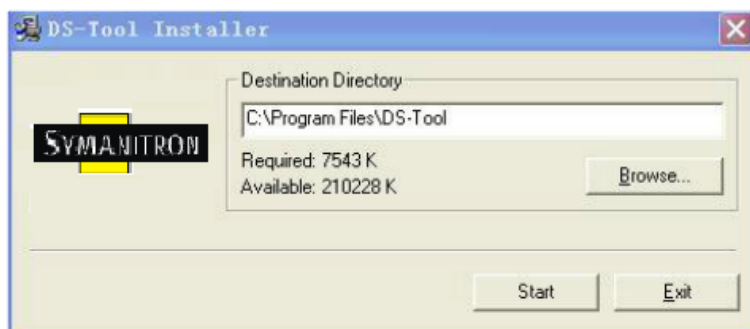 DS-Tool Installer
Destination Directory
C:\Program Files\DS-Tool
SYMANITRON
Required: 7543 K
Available: 210228 K
Browse...
Start
Exit